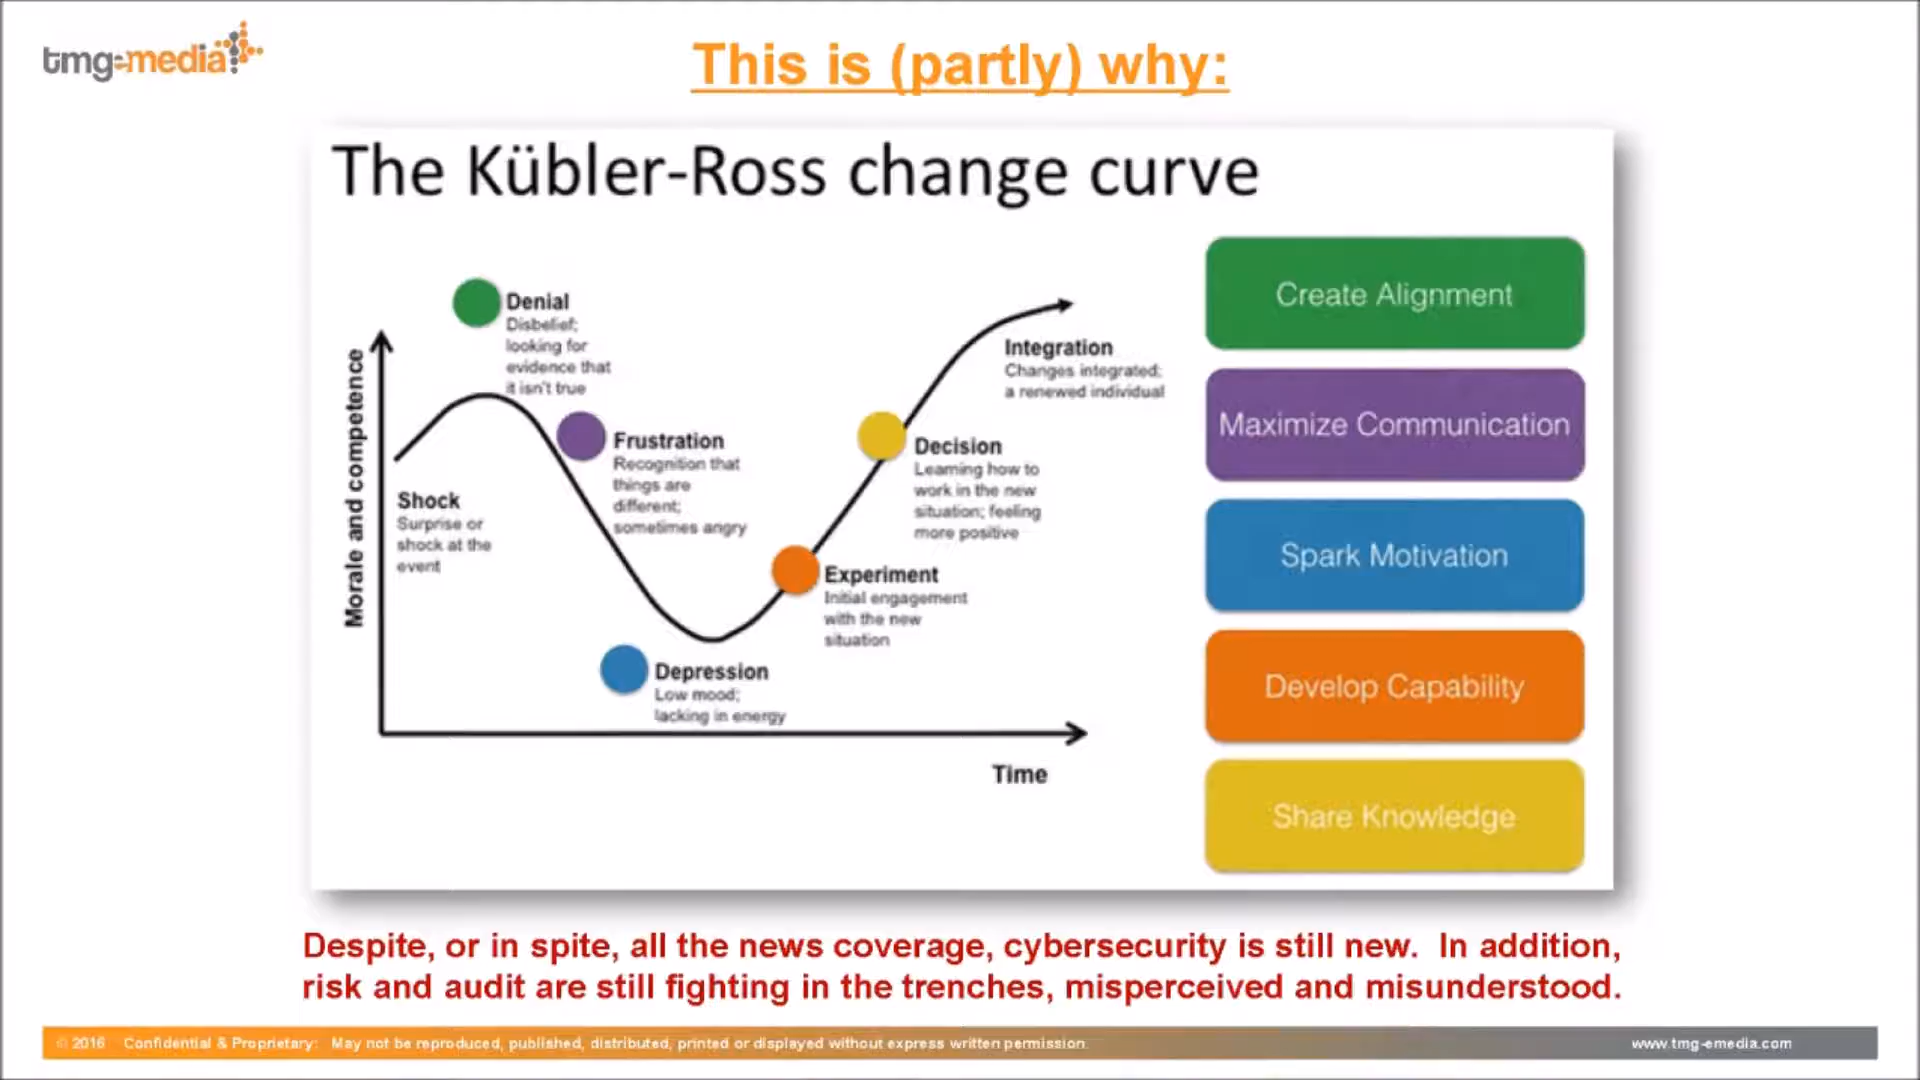 tmg-emedia
This is (partly) why:
The Kübler-Ross change curve
Morale and competence
Shock
Surprise or
shock at the
event
Denial
Disbelief;
looking for
evidence that
it isn't true
Frustration
Recognition that
things are
different;
sometimes angry
Depression
Low mood;
lacking in energy
Experiment
Initial engagement
with the new
situation
Decision
Learning how to
work in the new
situation; feeling
more positive
Integration
Changes integrated;
a renewed individual
Time
Create Alignment
Maximize Communication
Spark Motivation
Develop Capability
Share Knowledge
Despite, or in spite, all the news coverage, cybersecurity is still new. In addition,
risk and audit are still fighting in the trenches, misperceived and misunderstood.
© 2016 Confidential & Proprietary: May not be reproduced, published, distributed, printed or displayed without express written permission.
www.tmg-emedia.com